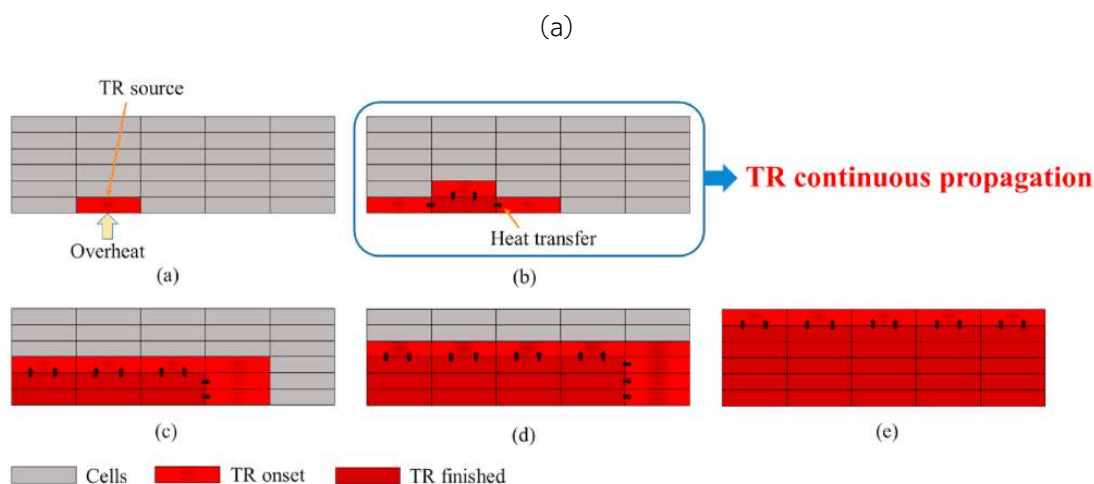 (a)
TR source
TR continuous propagation
Heat transfer
Overheat
(a)
(b)
(c)
(d)
(e)
Cells
TR onset
TR finished